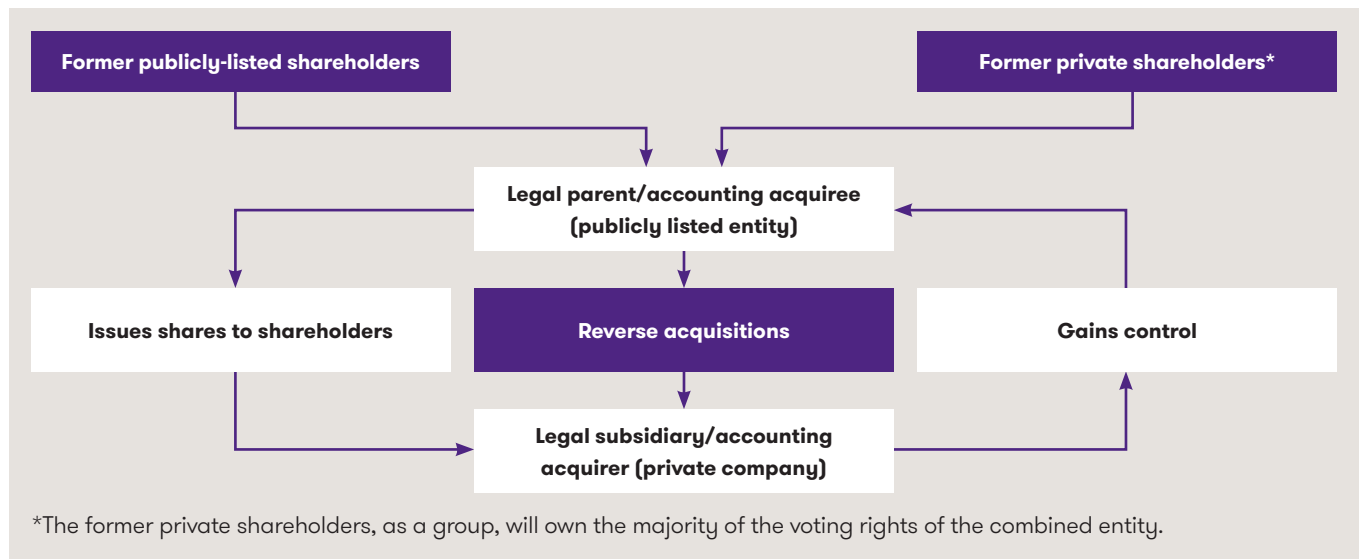 Former publicly-listed shareholders
Former private shareholders*
Legal parent/accounting acquiree
(publicly listed entity)
Issues shares to shareholders
Reverse acquisitions
Gains control
Legal subsidiary/accounting
acquirer (private company)
*The former private shareholders, as a group, will own the majority of the voting rights of the combined entity.